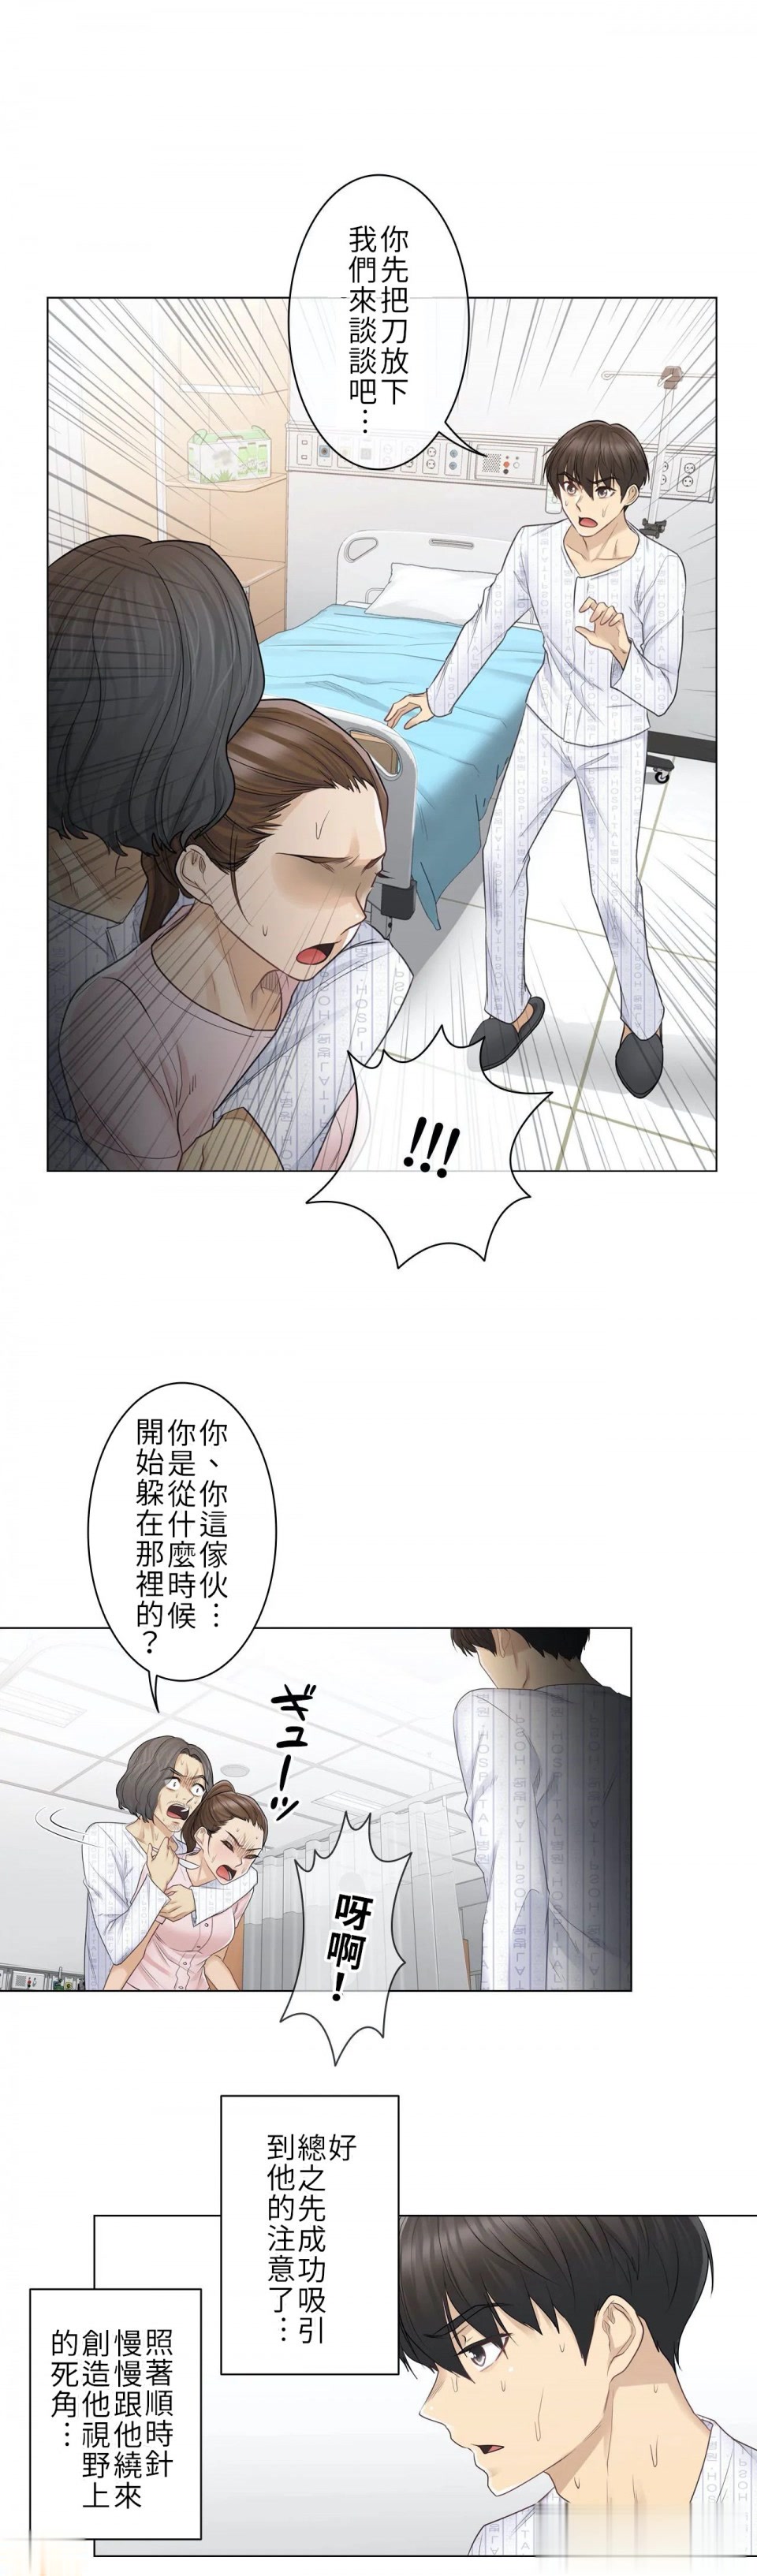 你先把刀放下
我們來談談吧…
!!!
你、你這傢伙…
你是從什麼時候
開始躲在那裡的？
ギューッ
呀啊！
好
總之先成功吸引
到他的注意了…
照著順時針
慢慢跟他繞來
創造他視野上
的死角…